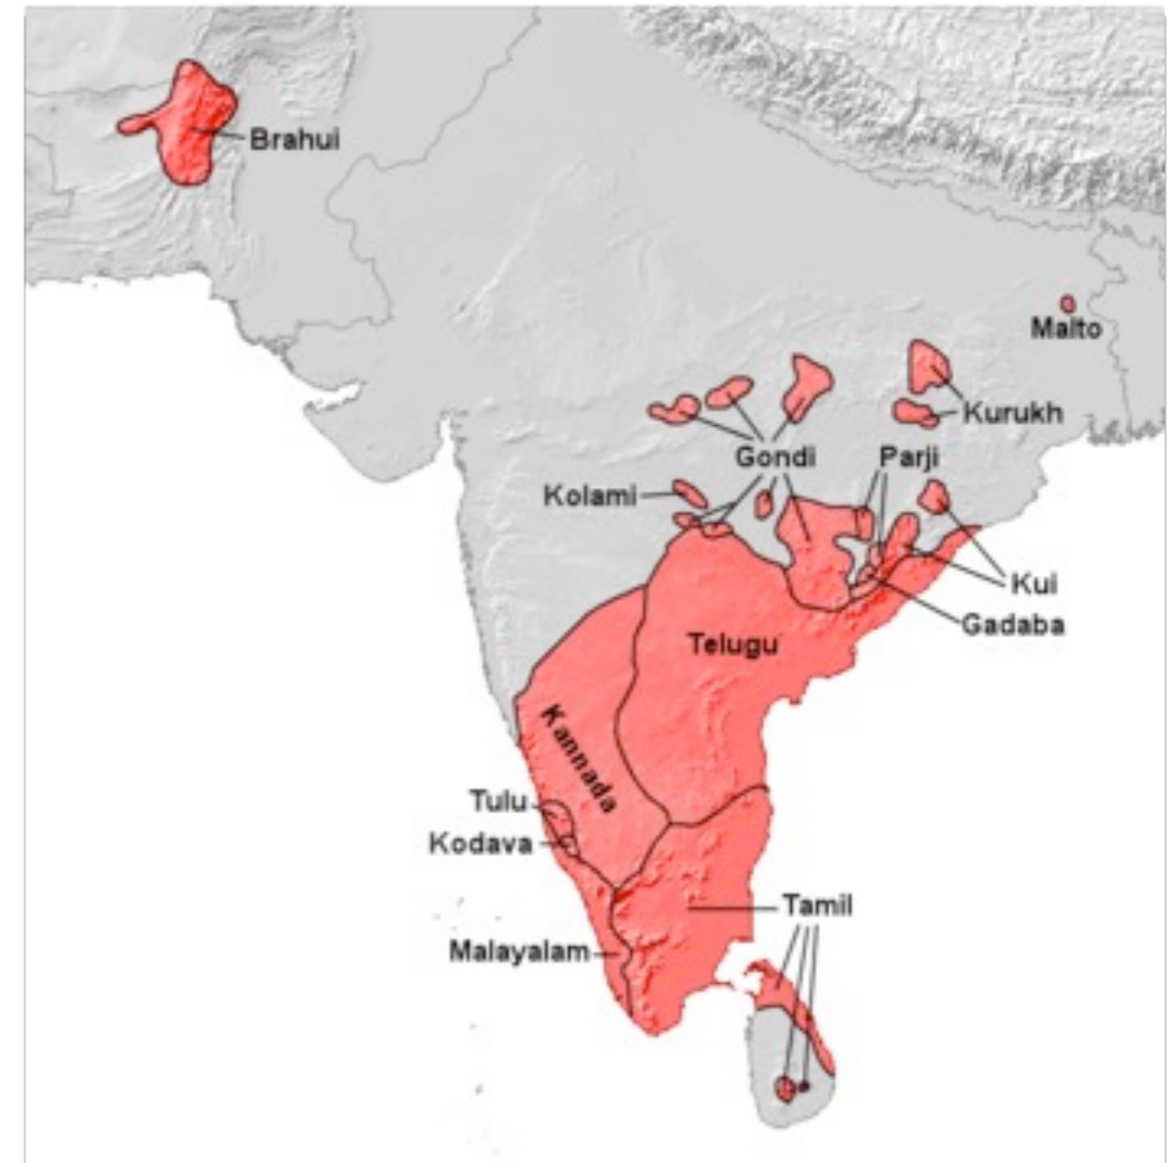 Brahui
Malto
Kurukh
Gondi
Parji
Kolami
Kui
Gadaba
Telugu
Kannada
Tulu
Kodava
Tamil
Malayalam